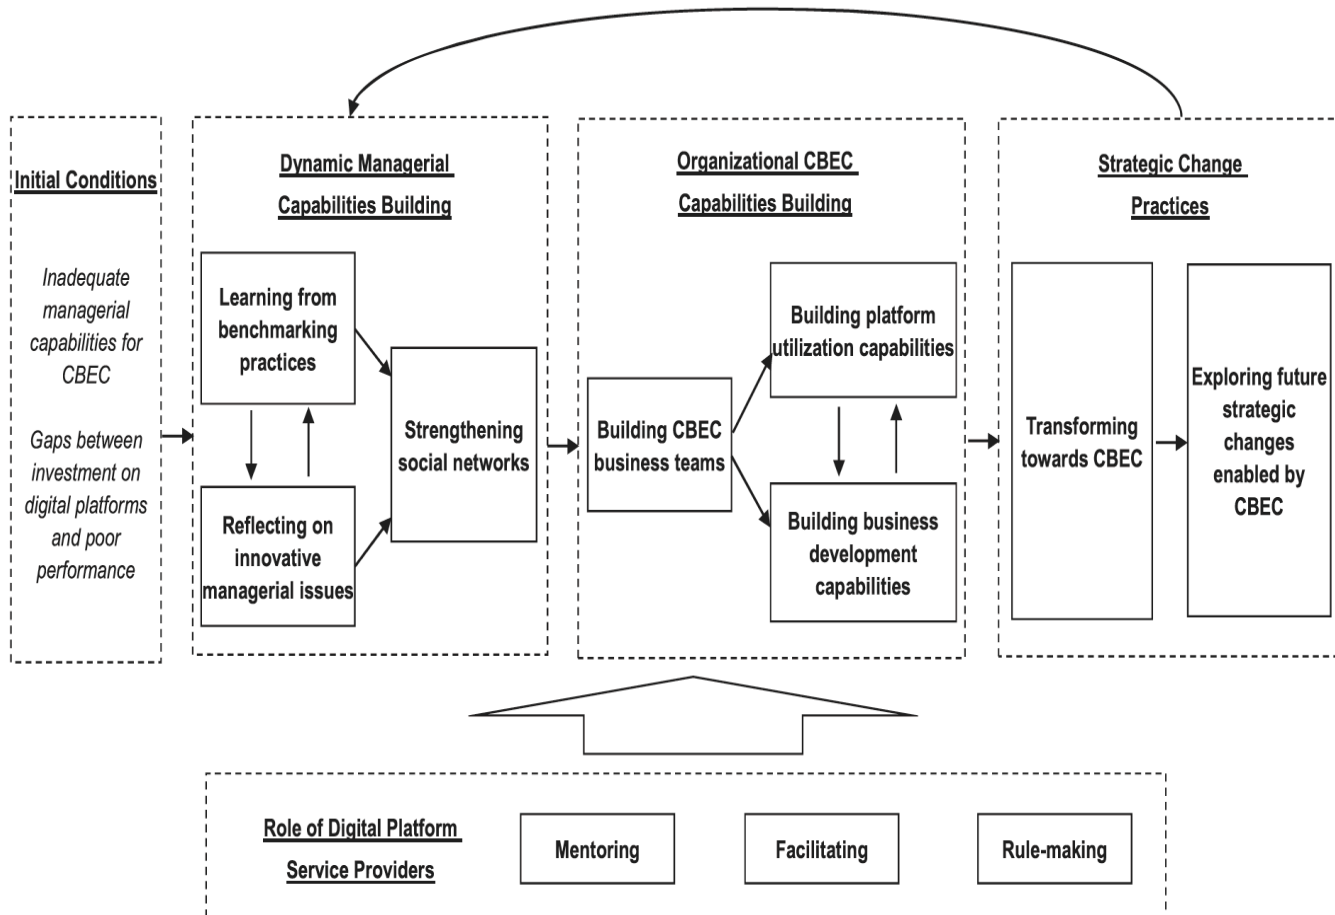 Initial Conditions
Inadequate
managerial
capabilities for
CBEC
Gaps between
investment on
digital platforms
and poor
performance
Dynamic Managerial
Capabilities Building
Learning from
benchmarking
practices
Reflecting on
innovative
managerial issues
Strengthening
social networks
Organizational CBEC
Capabilities Building
Building CBEC
business teams
Building platform
utilization capabilities
Building business
development
capabilities
Strategic Change
Practices
Transforming
towards CBEC
Exploring future
strategic
changes
enabled by
CBEC
Role of Digital Platform
Service Providers
Mentoring
Facilitating
Rule-making